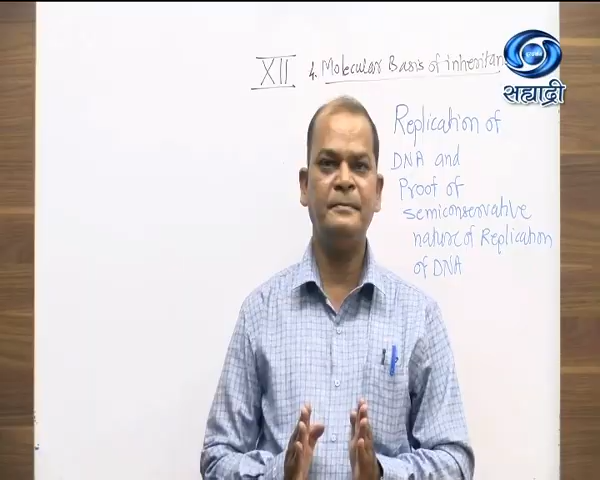 XII 4. Molecular Basis of inheritan
Replication of
DNA and
Proof of
semiconservative
nature of Replication
of DNA
सह्याद्री